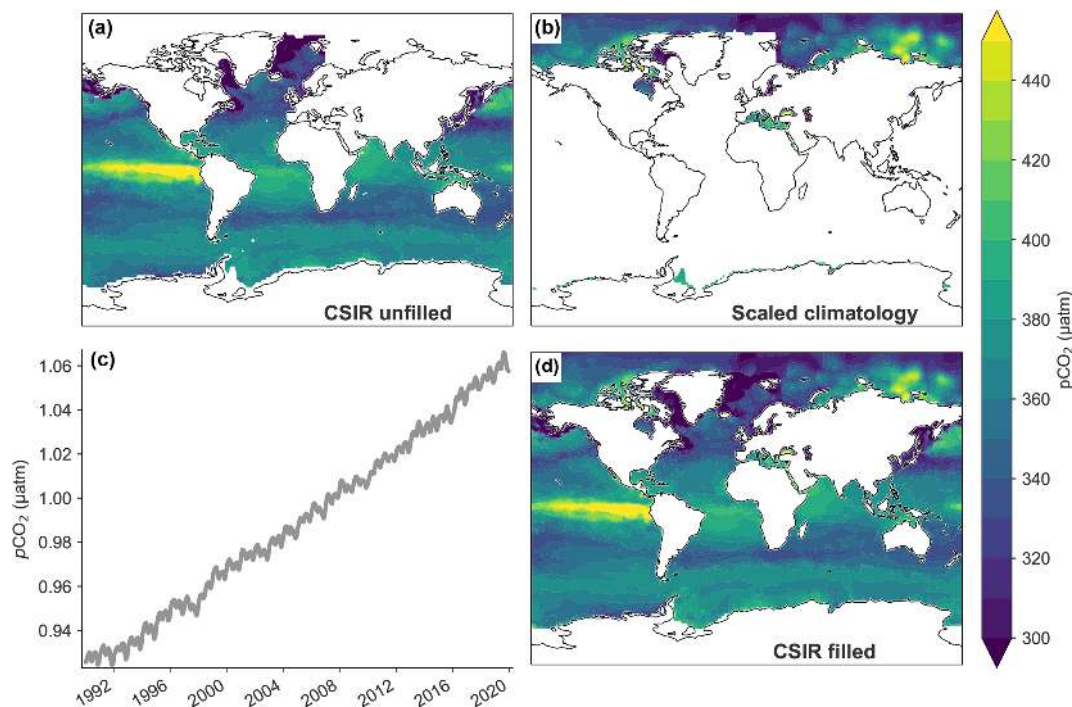 (a)
CSIR unfilled
(b)
Scaled climatology
440
420
400
380
360
340
320
300
pCO₂ (μatm)
(c)
1.06
1.04
1.02
1.00
0.98
0.96
0.94
pCO₂ (μatm)
1992
1996
2000
2004
2008
2012
2016
2020
(d)
CSIR filled